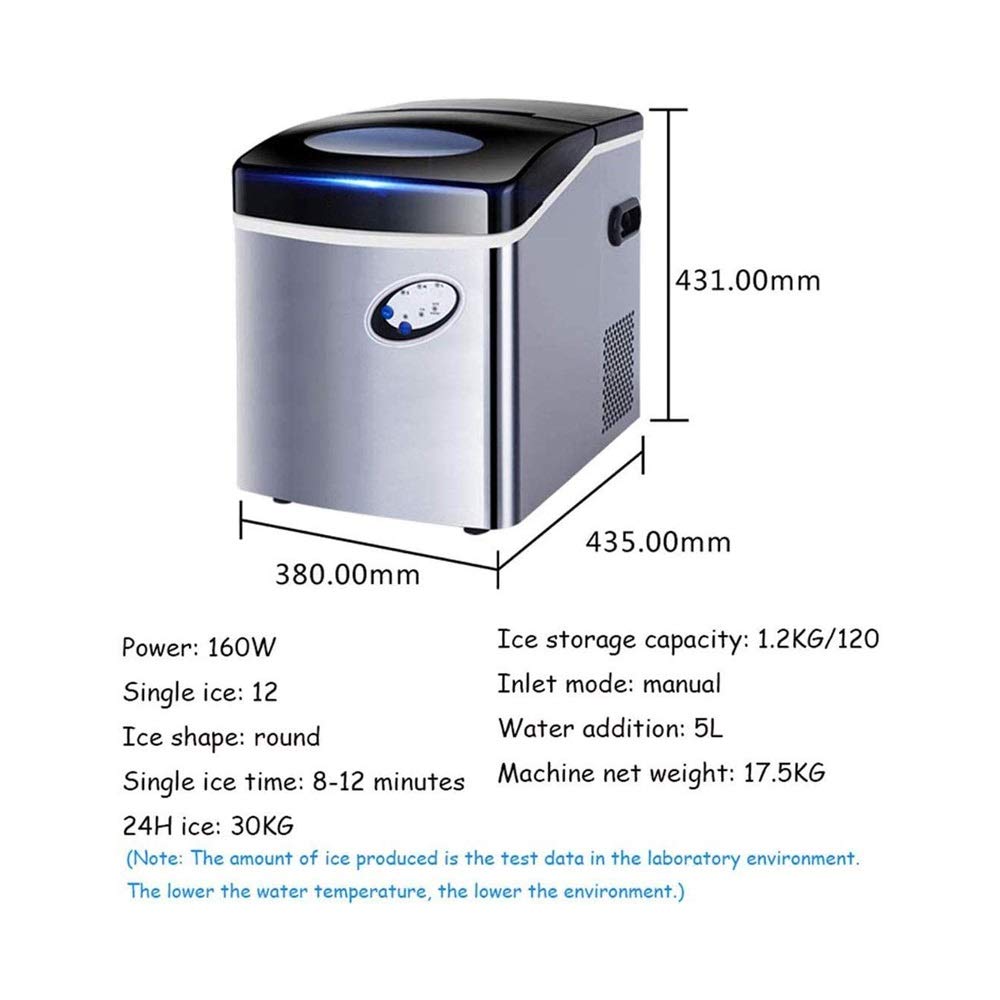 431.00mm
435.00mm
380.00mm
Power: 160W
Single ice: 12
Ice shape: round
Single ice time: 8-12 minutes
24H ice: 30KG
Ice storage capacity: 1.2KG/120
Inlet mode: manual
Water addition: 5L
Machine net weight: 17.5KG
(Note: The amount of ice produced is the test data in the laboratory environment.
The lower the water temperature, the lower the environment.)